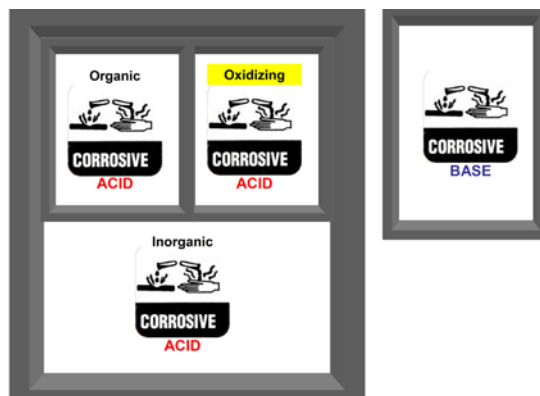 Organic
CORROSIVE
ACID
Oxidizing
CORROSIVE
ACID
Inorganic
CORROSIVE
ACID
CORROSIVE
BASE